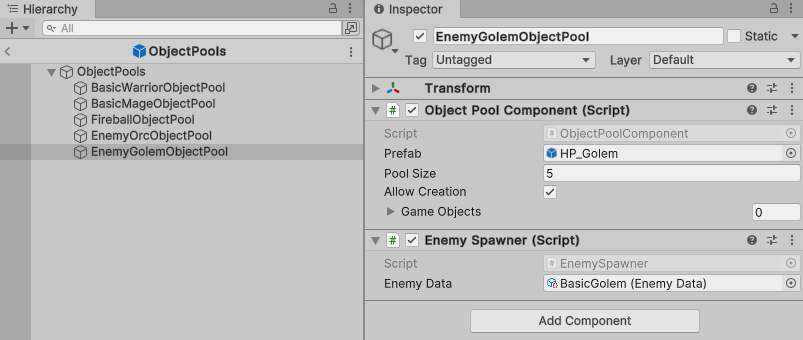 Hierarchy
All
ObjectPools
ObjectPools
BasicWarriorObjectPool
BasicMageObjectPool
FireballObjectPool
EnemyOrcObjectPool
EnemyGolemObjectPool
Inspector
EnemyGolemObjectPool
Static
Tag Untagged Layer Default
Transform
# Object Pool Component (Script)
Script # ObjectPoolComponent
Prefab HP_Golem
Pool Size 5
Allow Creation
Game Objects 0
# Enemy Spawner (Script)
Script # EnemySpawner
Enemy Data BasicGolem (Enemy Data)
Add Component